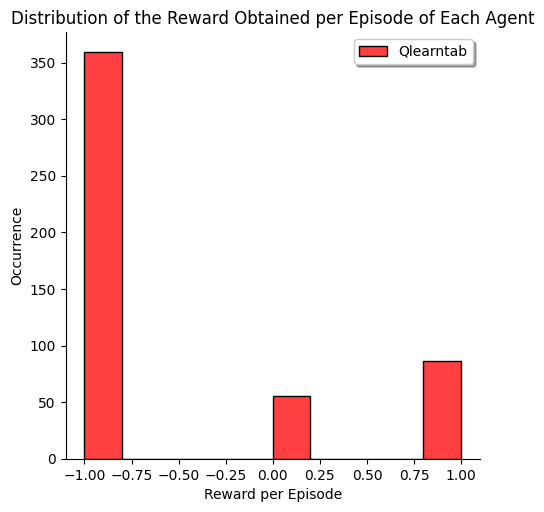 Distribution of the Reward Obtained per Episode of Each Agent
Qlearntab
350
300
250
200
150
100
50
0
Occurrence
−1.00 −0.75 −0.50 −0.25 0.00 0.25 0.50 0.75 1.00
Reward per Episode